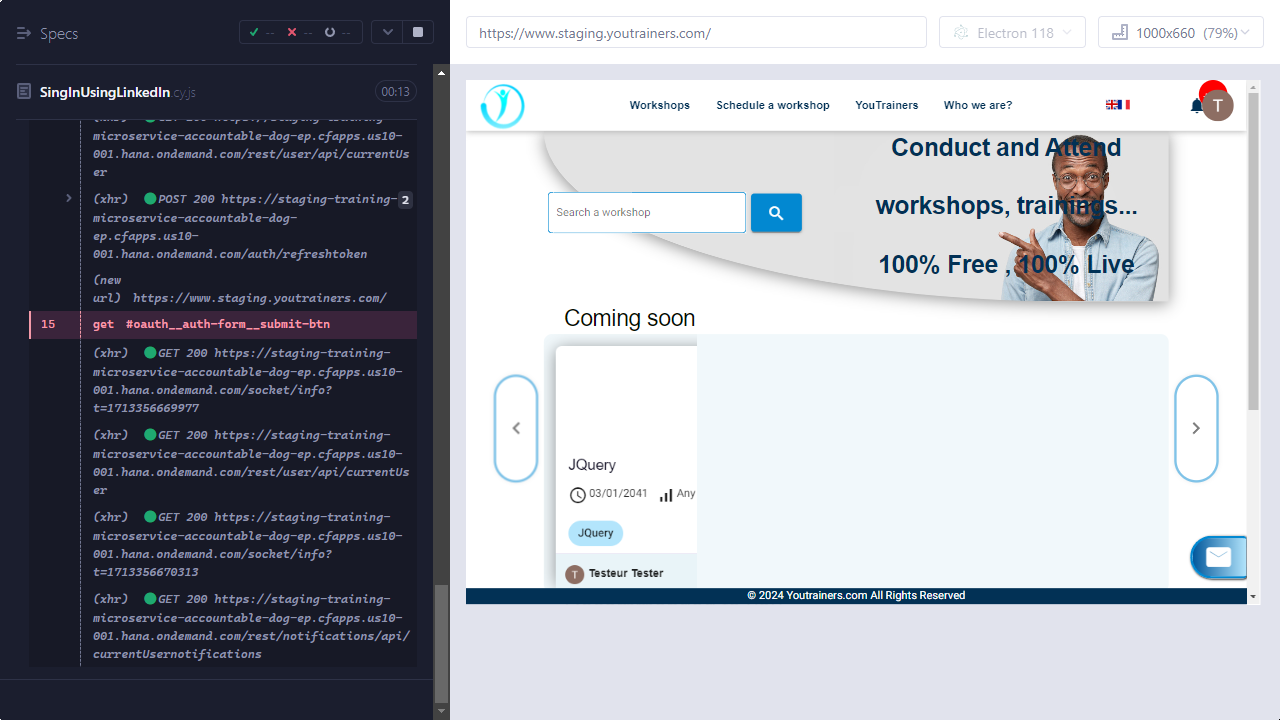 Specs
--
--
--
SingInUsingLinkedIn.cy.js
00:13
microservice-accountable-dog-ep.cfapps.us10-
001.hana.ondemand.com/rest/user/api/currentUs
er
(xhr) POST 200 https://staging-training-
2
microservice-accountable-dog-
ep.cfapps.us10-
001.hana.ondemand.com/auth/refreshtoken
(new
url) https://www.staging.youtrainers.com/
15 get #oauth__auth-form__submit-btn
(xhr) GET 200 https://staging-training-
microservice-accountable-dog-ep.cfapps.us10-
001.hana.ondemand.com/socket/info?
t=1713356669977
(xhr) GET 200 https://staging-training-
microservice-accountable-dog-ep.cfapps.us10-
001.hana.ondemand.com/rest/user/api/currentUs
er
(xhr) GET 200 https://staging-training-
microservice-accountable-dog-ep.cfapps.us10-
001.hana.ondemand.com/socket/info?
t=1713356670313
(xhr) GET 200 https://staging-training-
microservice-accountable-dog-ep.cfapps.us10-
001.hana.ondemand.com/rest/notifications/api/
currentUsernotifications
https://www.staging.youtrainers.com/
Electron 118
1000x660 (79%)
Workshops
Schedule a workshop
YouTrainers
Who we are?
T
Conduct and Attend
workshops, trainings...
100% Free , 100% Live
Search a workshop
Coming soon
JQuery
03/01/2041
Any
JQuery
T
Testeur Tester
© 2024 Youtrainers.com All Rights Reserved